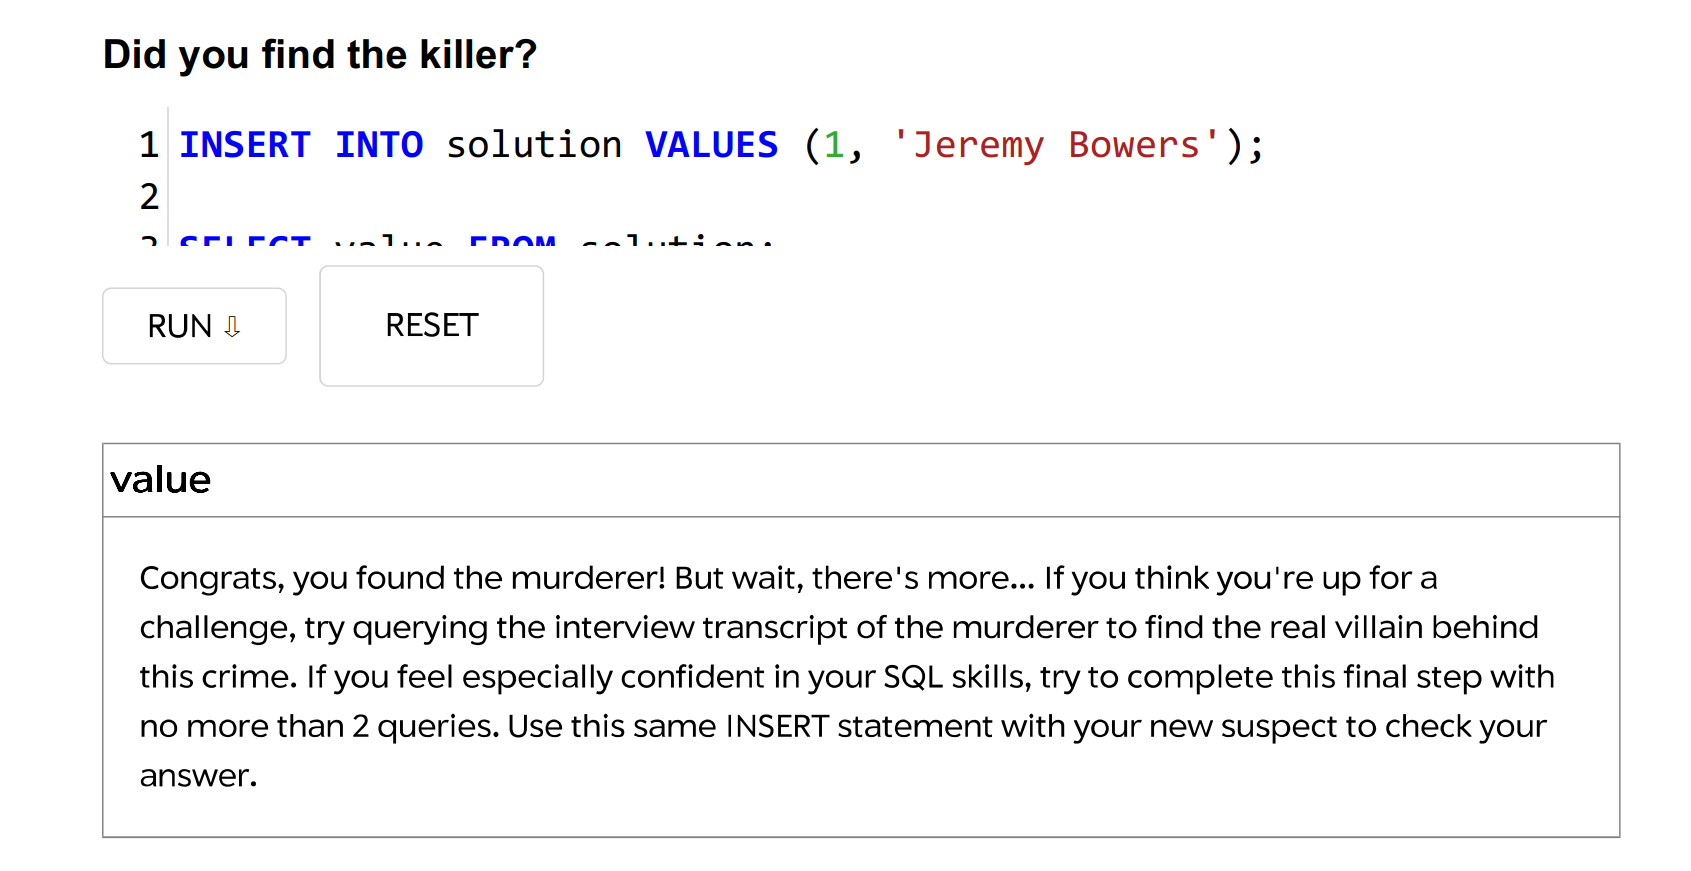 Did you find the killer?
1 INSERT INTO solution VALUES (1, 'Jeremy Bowers');
2
3 SELECT value FROM solution;
RUN ⇩
RESET
value
Congrats, you found the murderer! But wait, there's more... If you think you're up for a
challenge, try querying the interview transcript of the murderer to find the real villain behind
this crime. If you feel especially confident in your SQL skills, try to complete this final step with
no more than 2 queries. Use this same INSERT statement with your new suspect to check your
answer.